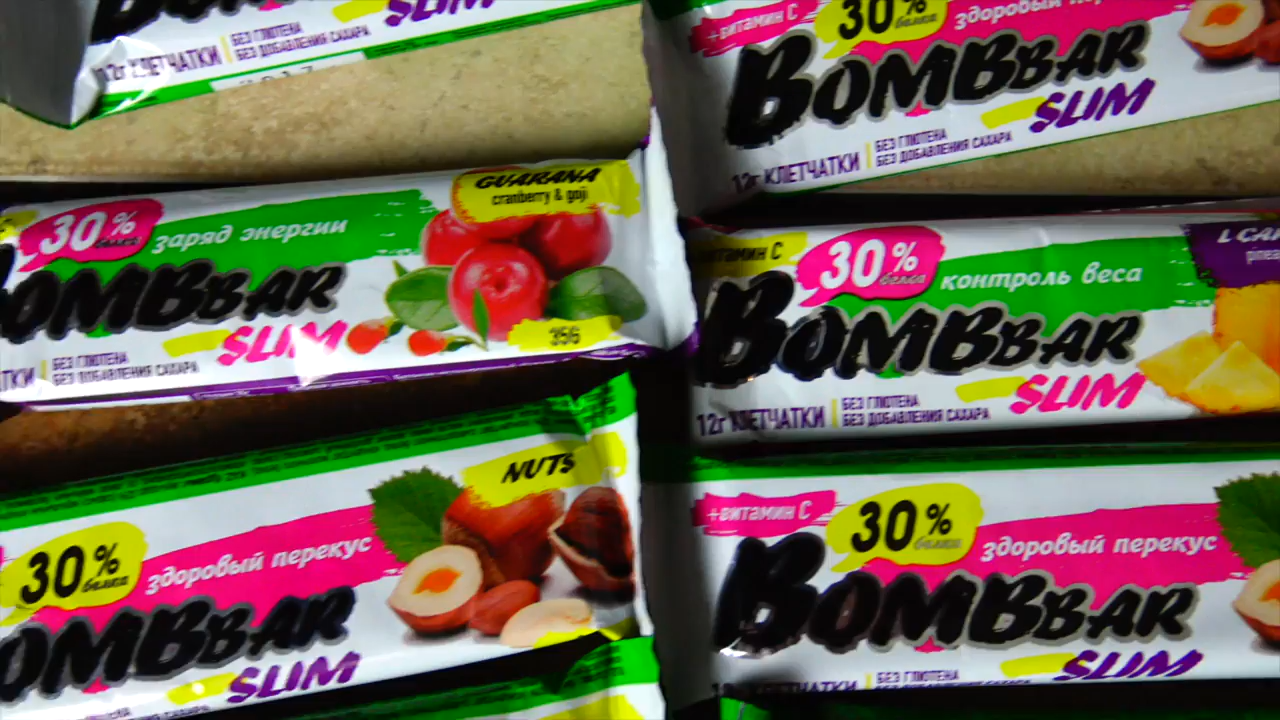 SLIM
12г КЛЕТЧАТКИ
БЕЗ ГЛЮТЕНА
БЕЗ ДОБАВЛЕНИЯ САХАРА
+витамин С
30%
белка
BOMBBAR
SLIM
12г КЛЕТЧАТКИ
БЕЗ ГЛЮТЕНА
БЕЗ ДОБАВЛЕНИЯ САХАРА
GUARANA
cranberry & goji
30%
белка
заряд энергии
BOMBBAR
SLIM
35G
БЕЗ ГЛЮТЕНА
БЕЗ ДОБАВЛЕНИЯ САХАРА
витамин С
30%
белка
контроль веса
BOMBBAR
SLIM
12г КЛЕТЧАТКИ
БЕЗ ГЛЮТЕНА
БЕЗ ДОБАВЛЕНИЯ САХАРА
NUTS
30%
белка
здоровый перекус
BOMBBAR
SLIM
+витамин С
30%
белка
здоровый перекус
BOMBBAR
SLIM
КЛЕТЧАТКИ
БЕЗ ГЛЮТЕНА